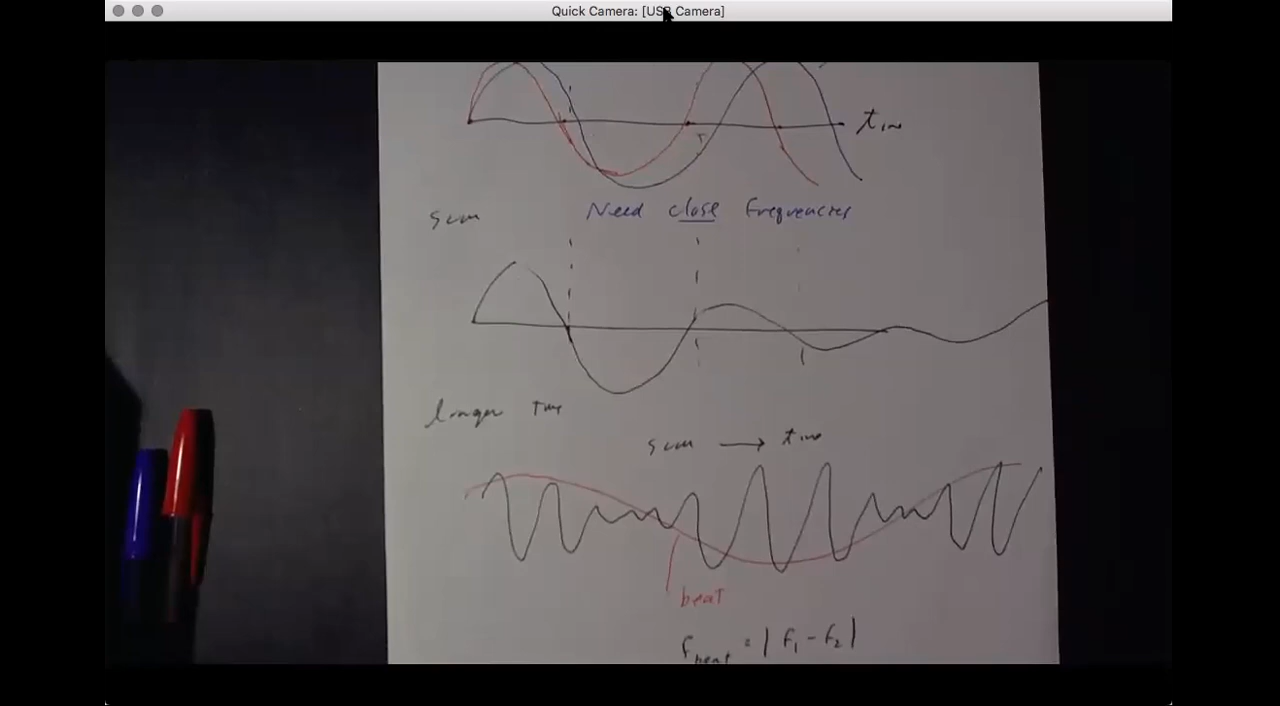 Quick Camera: [USB Camera]
time
T
Sum
Need close frequencies
longer time
sum → time
beat
f_beat = | f₁ - f₂ |